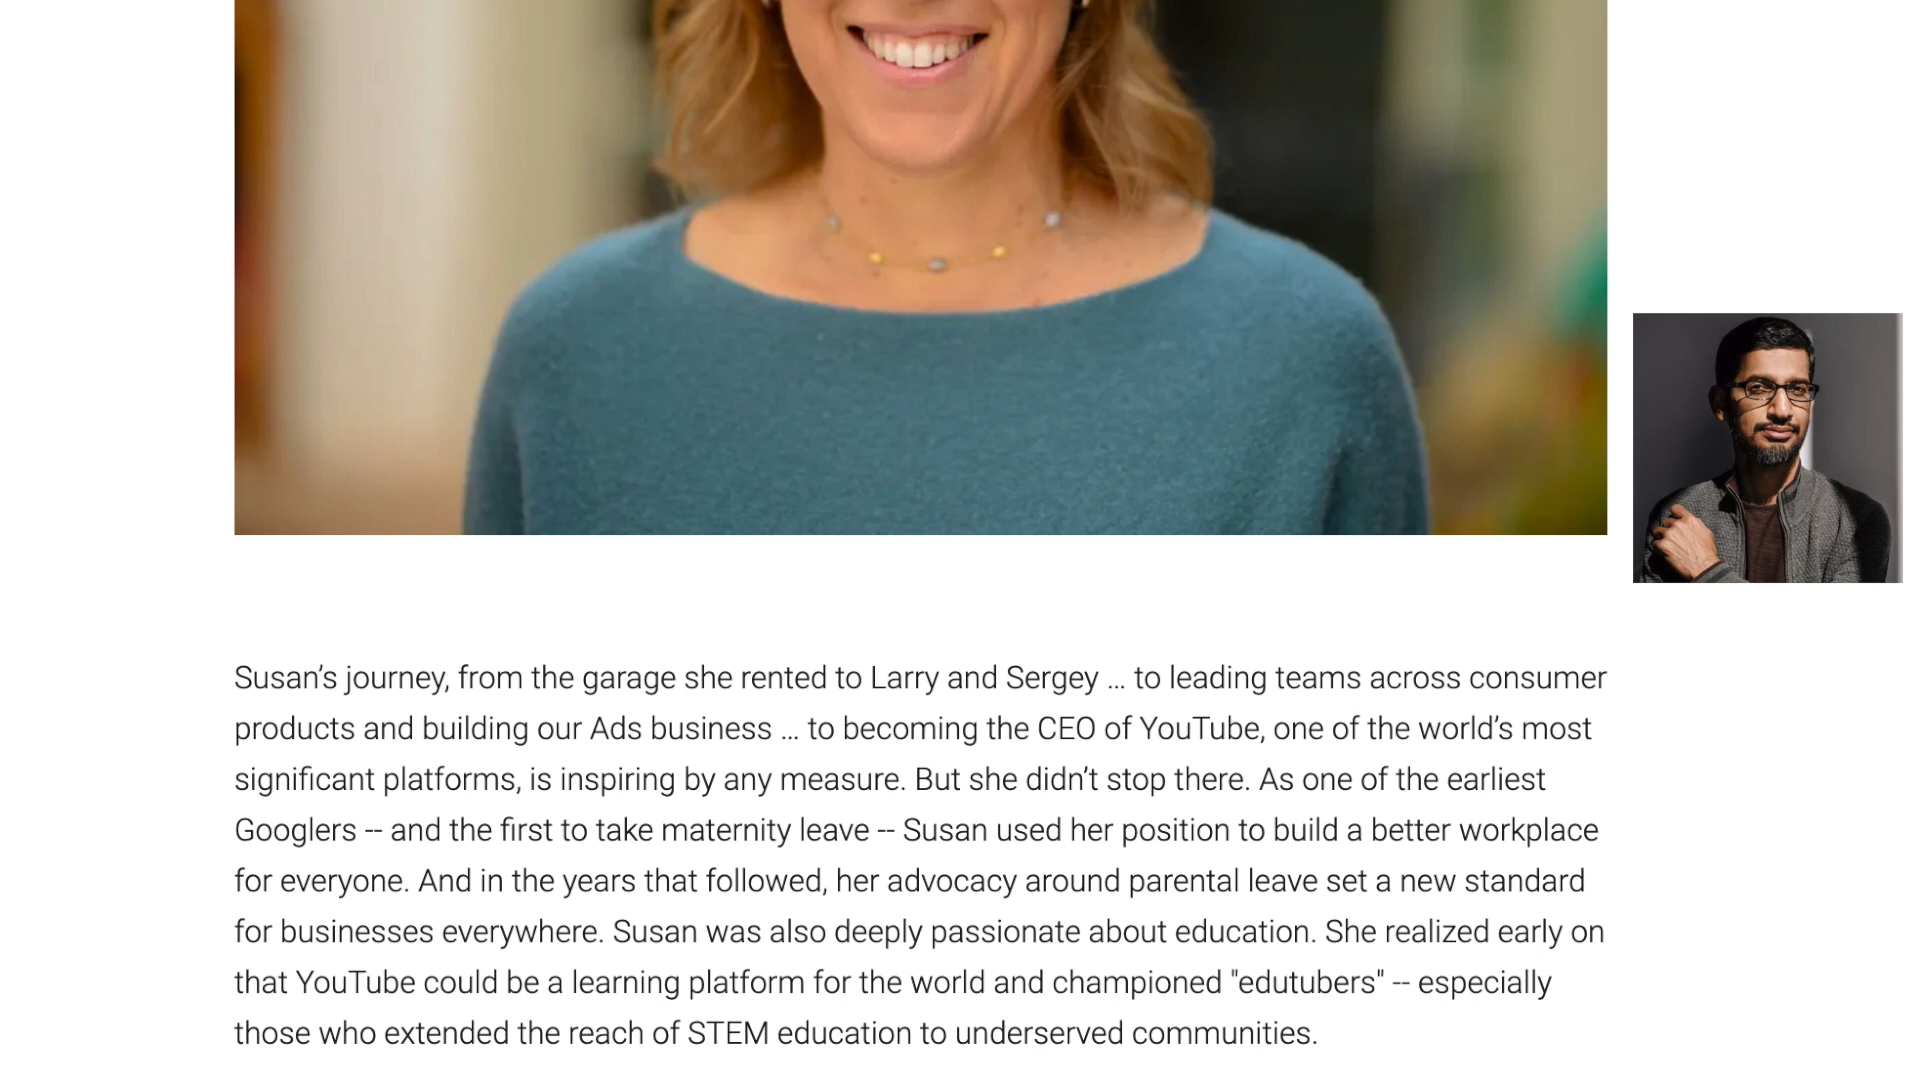 Susan’s journey, from the garage she rented to Larry and Sergey … to leading teams across consumer
products and building our Ads business … to becoming the CEO of YouTube, one of the world’s most
significant platforms, is inspiring by any measure. But she didn’t stop there. As one of the earliest
Googlers -- and the first to take maternity leave -- Susan used her position to build a better workplace
for everyone. And in the years that followed, her advocacy around parental leave set a new standard
for businesses everywhere. Susan was also deeply passionate about education. She realized early on
that YouTube could be a learning platform for the world and championed "edutubers" -- especially
those who extended the reach of STEM education to underserved communities.